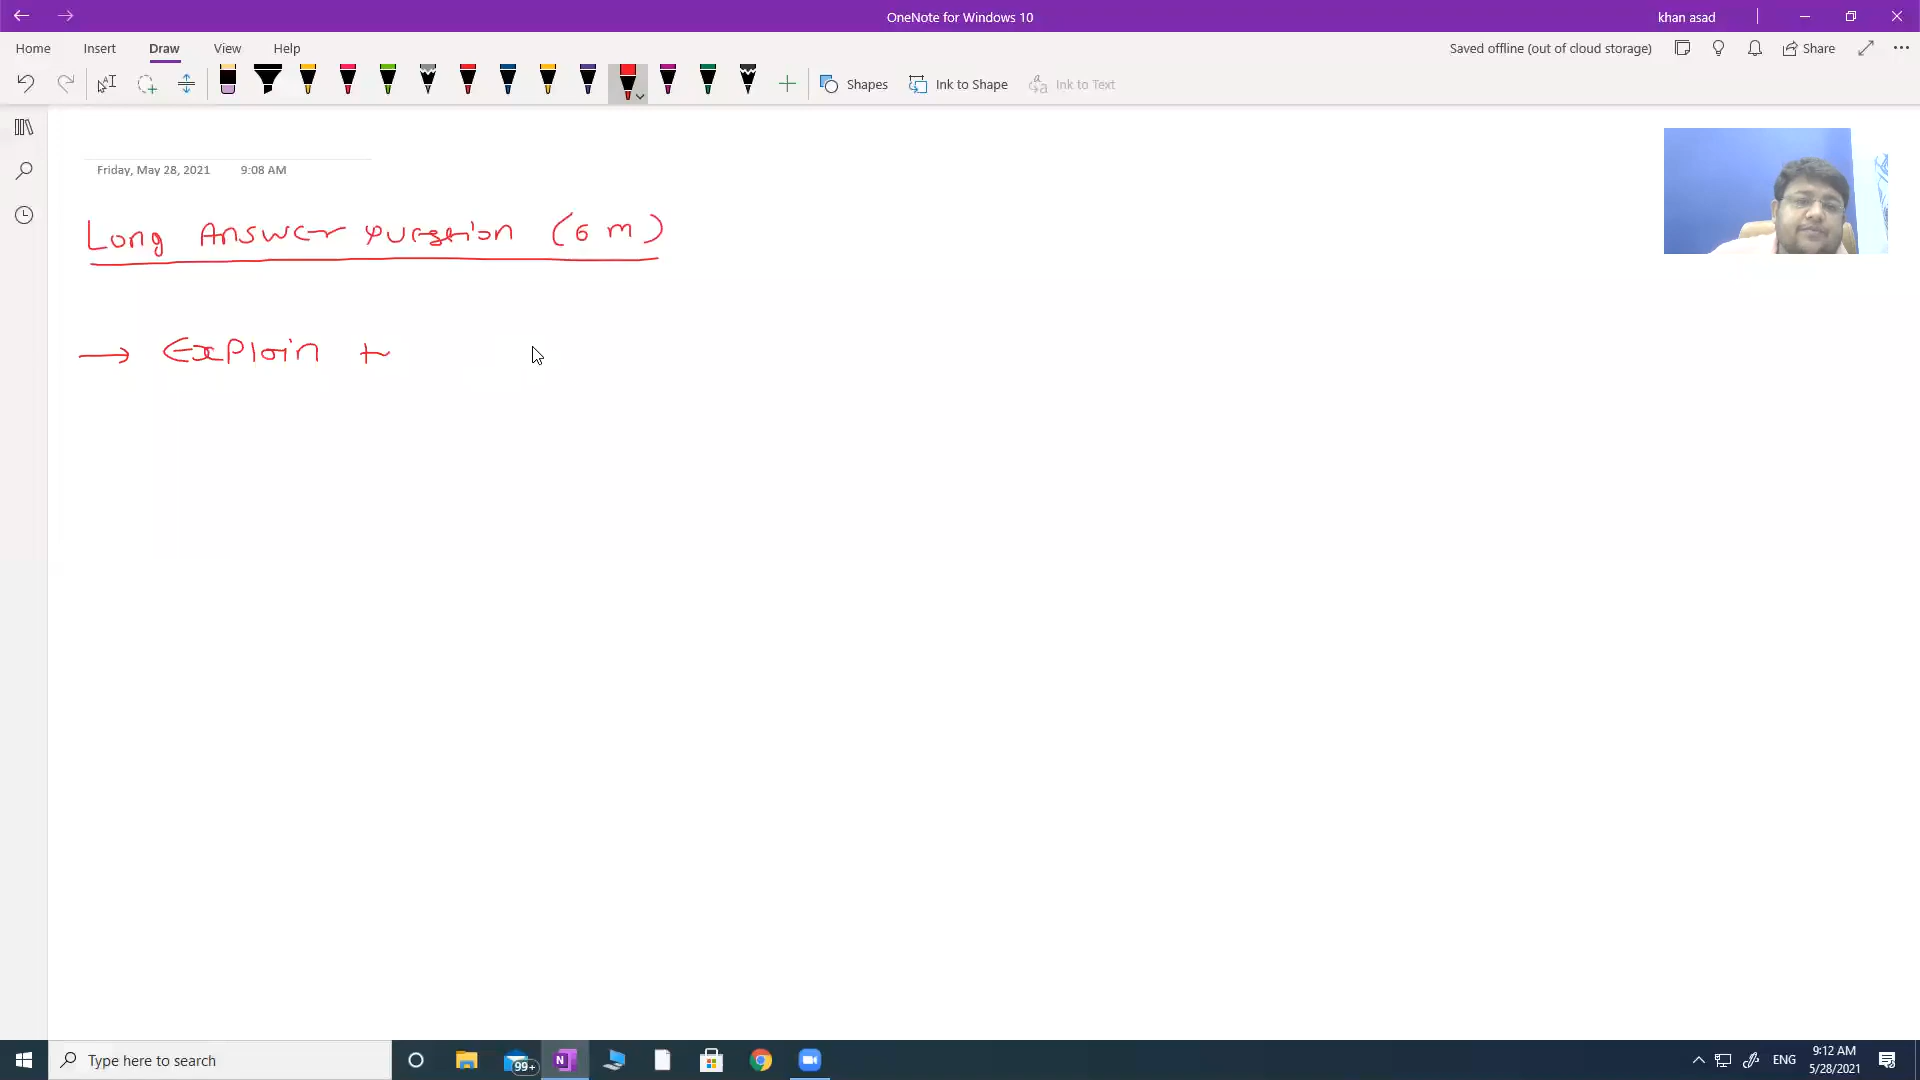 OneNote for Windows 10
khan asad
Home Insert Draw View Help
Saved offline (out of cloud storage)
Share
Shapes
Ink to Shape
Ink to Text
Friday, May 28, 2021 9:08 AM
Long Answer question (6 m)
→ Explain
Type here to search
99+
ENG
9:12 AM
5/28/2021